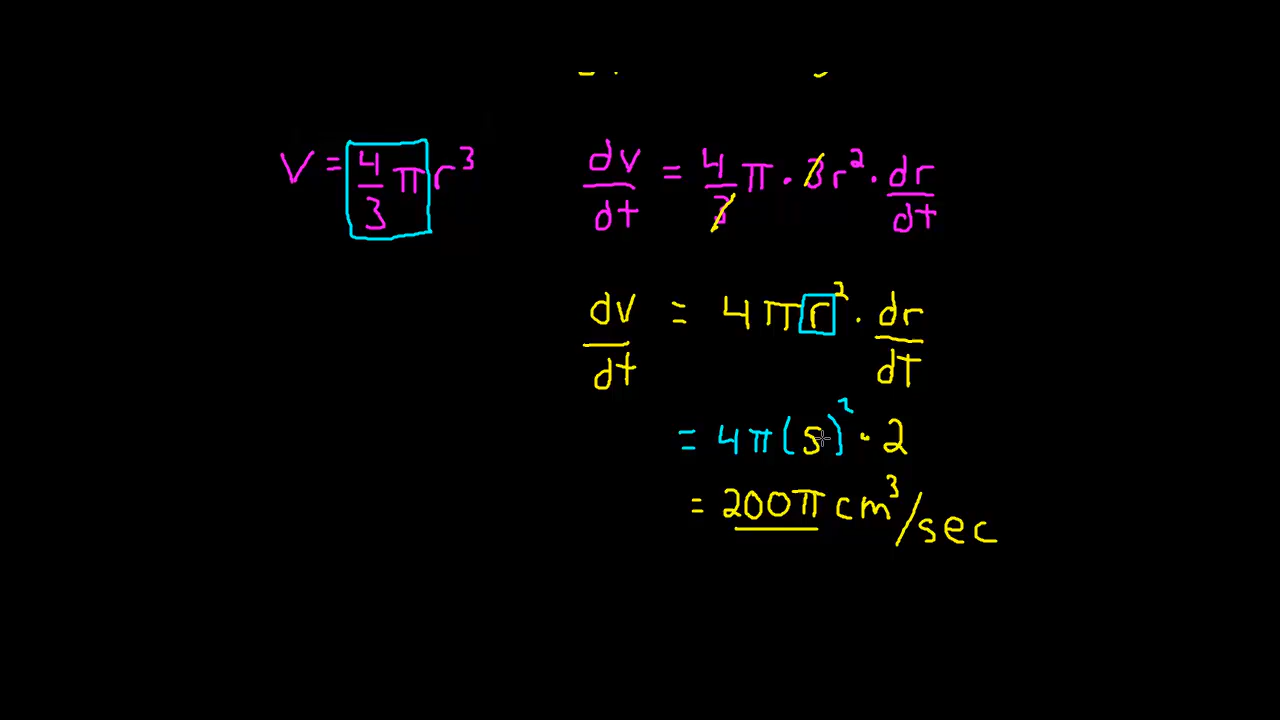 V = 4/3 πr³
dv/dt = 4/3 π · 3r² · dr/dt
dv/dt = 4πr² · dr/dt
= 4π(5)² · 2
= 200π cm³/sec